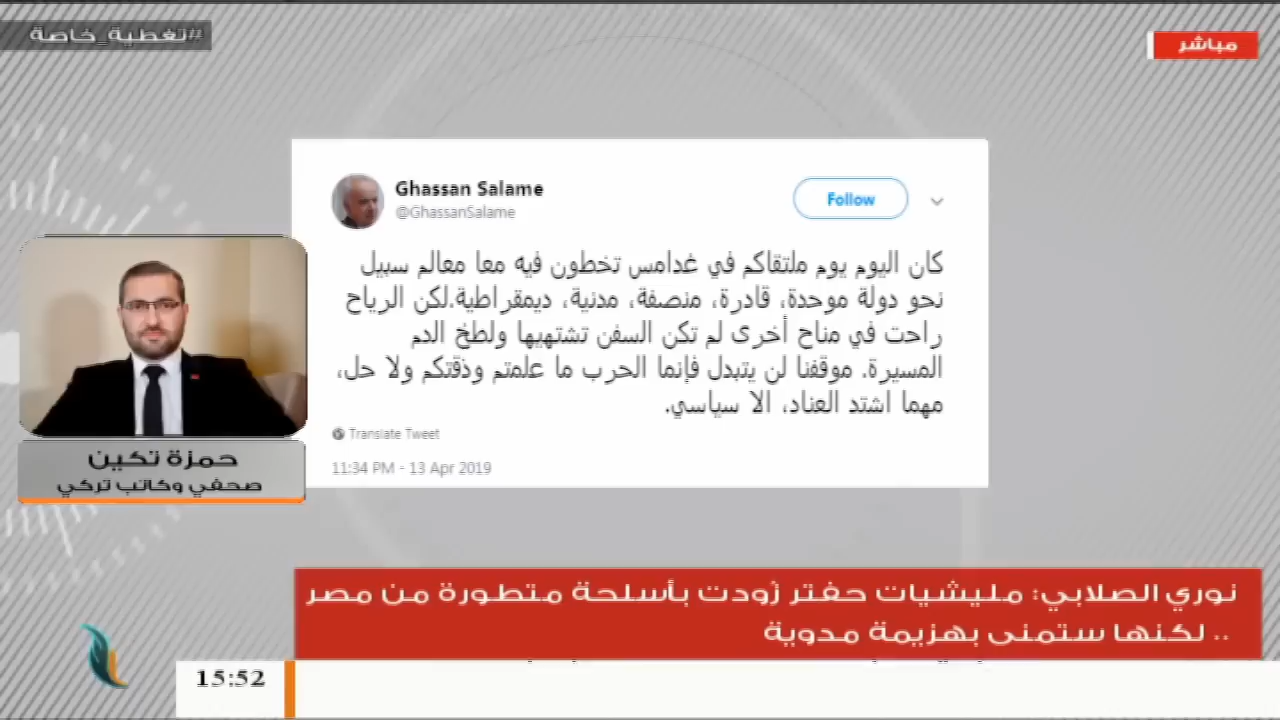 #تغطية_خاصة
مباشر
Ghassan Salame
@GhassanSalame
Follow
كان اليوم يوم ملتقاكم في غدامس تخطون فيه معا معالم سبيل
نحو دولة موحدة، قادرة، منصفة، مدنية، ديمقراطية.لكن الرياح
راحت في مناح أخرى لم تكن السفن تشتهيها ولطخ الدم
المسيرة. موقفنا لن يتبدل فإنما الحرب ما علمتم وذقتكم ولا حل،
مهما اشتد العناد، الا سياسي.
Translate Tweet
11:34 PM - 13 Apr 2019
حمزة تكين
صحفي وكاتب تركي
نوري الصلابي: مليشيات حفتر زُودت بأسلحة متطورة من مصر
.. لكنها ستمنى بهزيمة مدوية
15:52